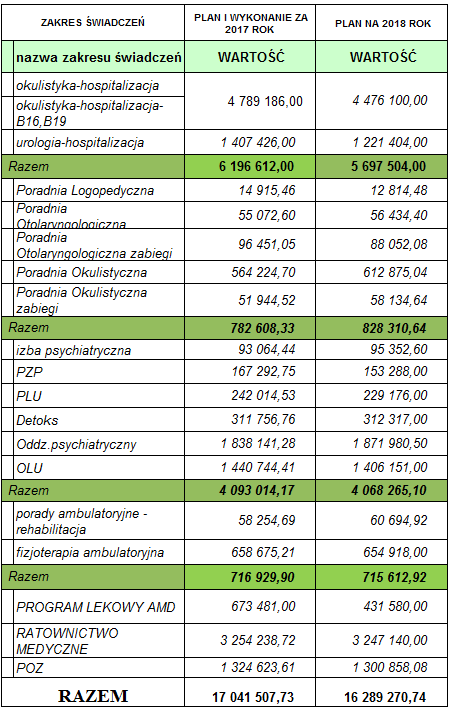 ZAKRES ŚWIADCZEŃ PLAN I WYKONANIE ZA 2017 ROK PLAN NA 2018 ROK
nazwa zakresu świadczeń WARTOŚĆ WARTOŚĆ
okulistyka-hospitalizacja
okulistyka-hospitalizacja-B16,B19 4 789 186,00 4 476 100,00
urologia-hospitalizacja 1 407 426,00 1 221 404,00
Razem 6 196 612,00 5 697 504,00
Poradnia Logopedyczna 14 915,46 12 814,48
Poradnia Otolaryngologiczna 55 072,60 56 434,40
Poradnia Otolaryngologiczna zabiegi 96 451,05 88 052,08
Poradnia Okulistyczna 564 224,70 612 875,04
Poradnia Okulistyczna zabiegi 51 944,52 58 134,64
Razem 782 608,33 828 310,64
izba psychiatryczna 93 064,44 95 352,60
PZP 167 292,75 153 288,00
PLU 242 014,53 229 176,00
Detoks 311 756,76 312 317,00
Oddz.psychiatryczny 1 838 141,28 1 871 980,50
OLU 1 440 744,41 1 406 151,00
Razem 4 093 014,17 4 068 265,10
porady ambulatoryjne - rehabilitacja 58 254,69 60 694,92
fizjoterapia ambulatoryjna 658 675,21 654 918,00
Razem 716 929,90 715 612,92
PROGRAM LEKOWY AMD 673 481,00 431 580,00
RATOWNICTWO MEDYCZNE 3 254 238,72 3 247 140,00
POZ 1 324 623,61 1 300 858,08
RAZEM 17 041 507,73 16 289 270,74